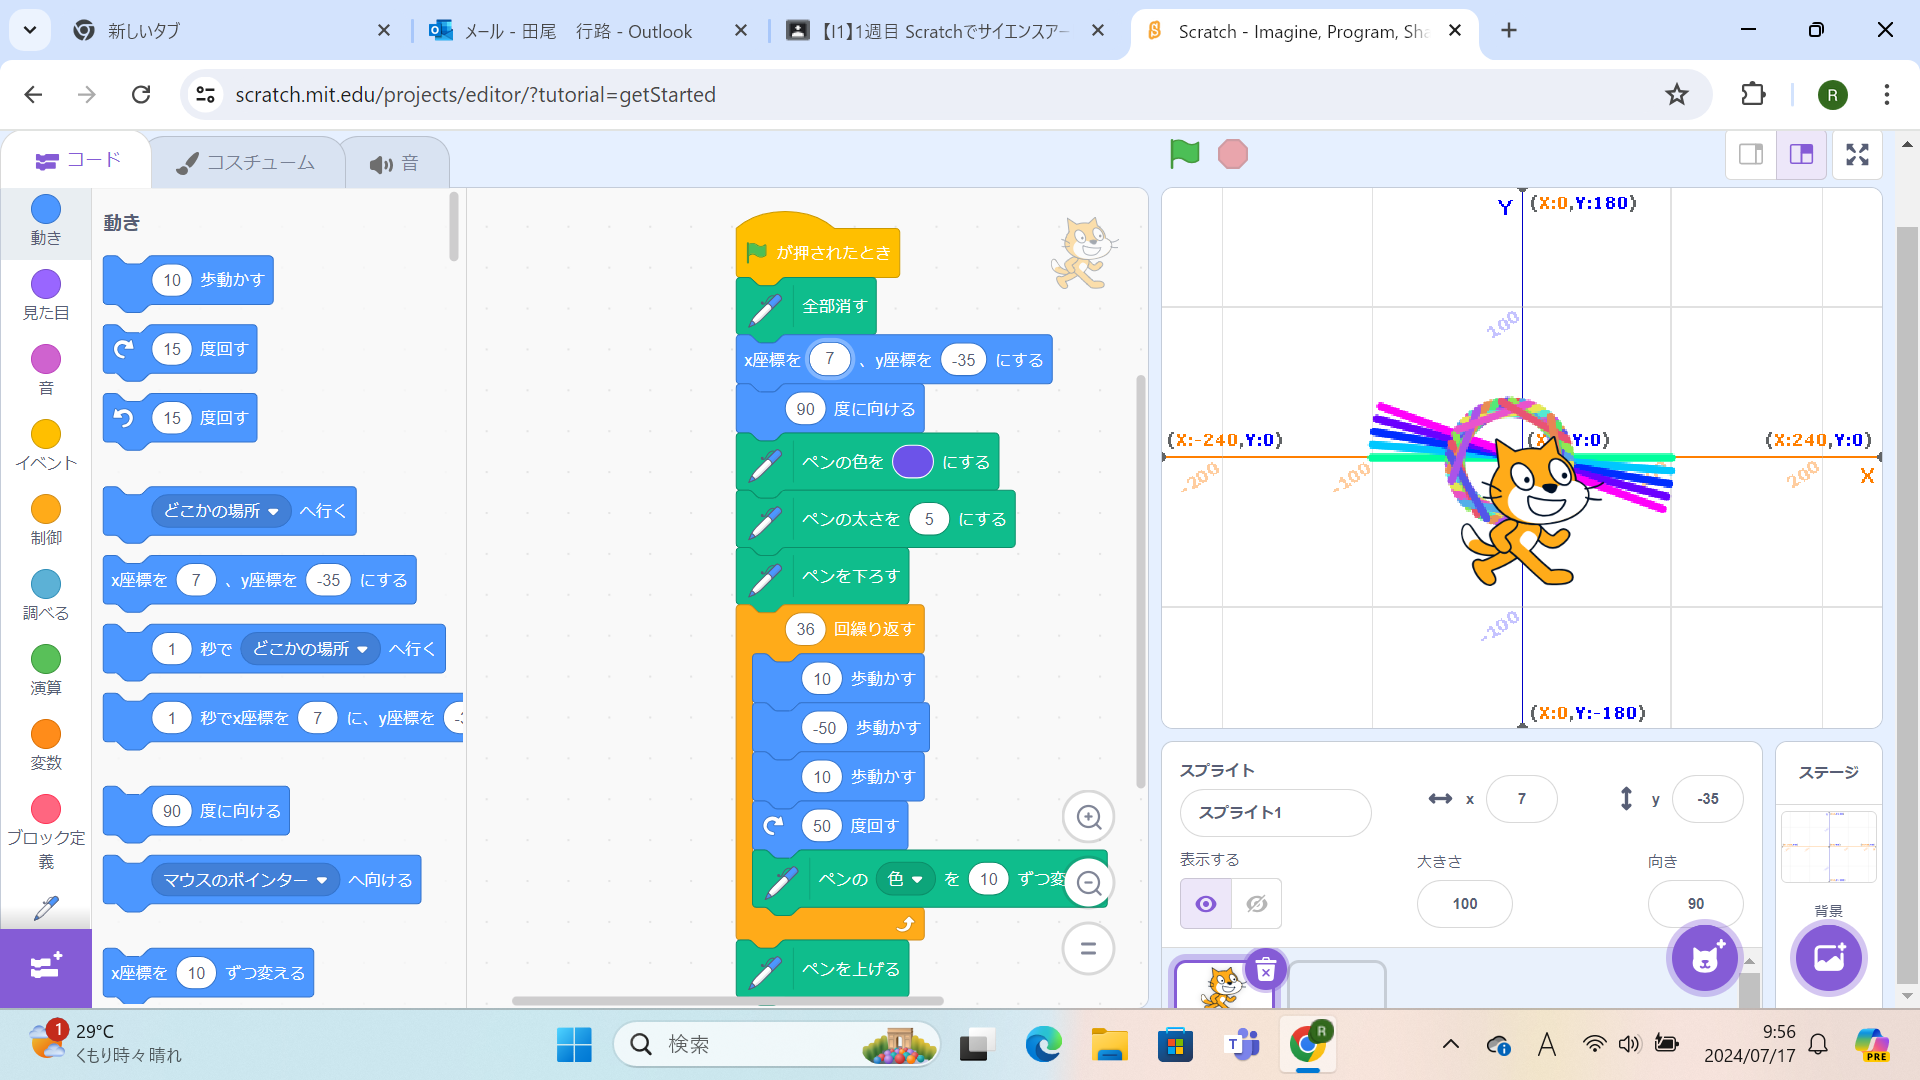 新しいタブ
メール - 田尾　行路 - Outlook
【I1】1週目 Scratchでサイエンスアー
Scratch - Imagine, Program, Sha
scratch.mit.edu/projects/editor/?tutorial=getStarted
R
コード
コスチューム
音
動き
見た目
音
イベント
制御
調べる
演算
変数
ブロック定義
動き
10 歩動かす
15 度回す
15 度回す
どこかの場所 へ行く
x座標を 7 、y座標を -35 にする
1 秒で どこかの場所 へ行く
1 秒でx座標を 7 に、y座標を
90 度に向ける
マウスのポインター へ向ける
x座標を 10 ずつ変える
が押されたとき
全部消す
x座標を 7 、y座標を -35 にする
90 度に向ける
ペンの色を にする
ペンの太さを 5 にする
ペンを下ろす
36 回繰り返す
10 歩動かす
-50 歩動かす
10 歩動かす
50 度回す
ペンの 色 を 10 ずつ変
ペンを上げる
Y
(X:0,Y:180)
100
(X:-240,Y:0)
Y:0)
(X:240,Y:0)
-200
-100
200
X
-100
(X:0,Y:-180)
スプライト
スプライト1
x 7
y -35
表示する
大きさ
100
向き
90
ステージ
背景
1
29°C
くもり時々晴れ
検索
R
A
9:56
2024/07/17
PRE